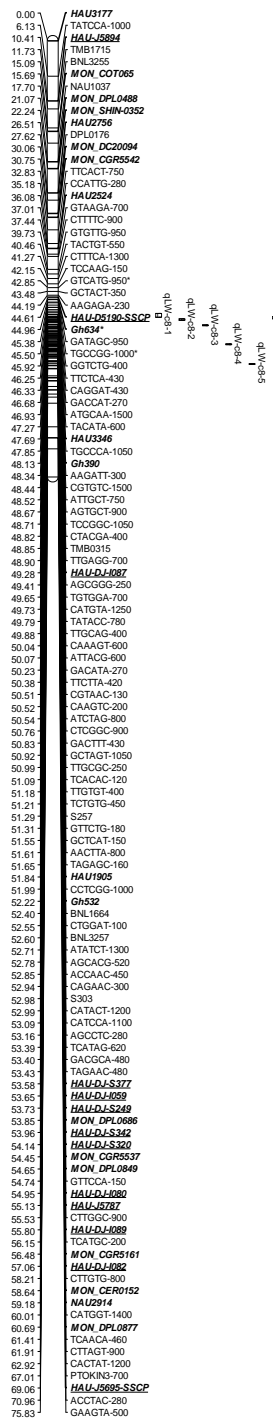 0.00 HAU3177
6.13 TATCCA-1000
10.41 HAU-J5894
11.73 TMB1715
15.09 BNL3255
15.69 MON_COT065
17.70 NAU1037
21.07 MON_DPL0488
22.24 MON_SHIN-0352
26.51 HAU2756
27.62 DPL0176
30.06 MON_DC20094
30.75 MON_CGR5542
32.83 TTCACT-750
35.18 CCATTG-280
36.08 HAU2524
37.01 GTAAGA-700
37.44 CTTTTC-900
39.73 GTGTTG-950
40.46 TACTGT-550
41.27 CTTTCA-1300
42.15 TCCAAG-150
42.85 GTCATG-950*
43.48 GCTACT-350
44.19 AAGAGA-230
44.61 HAU-D5190-SSCP
44.96 Gh634*
45.38 GATAGC-950
45.50 TGCCGG-1000*
45.92 GGTCTG-400
46.25 TTCTCA-430
46.33 CAGGAT-430
46.68 GACCAT-270
46.93 ATGCAA-1500
47.27 TACATA-600
47.69 HAU3346
47.85 TGCCCA-1050
48.13 Gh390
48.34 AAGATT-300
48.44 CGTGTC-1500
48.52 ATTGCT-750
48.67 AGTGCT-900
48.71 TCCGGC-1050
48.82 CTACGA-400
48.85 TMB0315
48.90 TTGAGG-700
49.28 HAU-DJ-I087
49.41 AGCGGG-250
49.65 TGTGGA-700
49.73 CATGTA-1250
49.79 TATACC-780
49.88 TTGCAG-400
50.04 CAAAGT-600
50.07 ATTACG-600
50.23 GACATA-270
50.38 TTCTTA-420
50.51 CGTAAC-130
50.52 CAAGTC-200
50.54 ATCTAG-800
50.76 CTCGGC-900
50.83 GACTTT-430
50.92 GCTAGT-1050
50.99 TTGCGC-250
51.09 TCACAC-120
51.18 TTGTGT-400
51.21 TCTGTG-450
51.29 S257
51.31 GTTCTG-180
51.55 GCTCAT-150
51.61 AACTTA-800
51.65 TAGAGC-160
51.84 HAU1905
51.99 CCTCGG-1000
52.22 Gh532
52.40 BNL1664
52.55 CTGGAT-100
52.60 BNL3257
52.71 ATATCT-1300
52.78 AGCACG-520
52.85 ACCAAC-450
52.94 CAGAAC-300
52.98 S303
52.99 CATACT-1200
53.09 CATCCA-1100
53.16 AGCCTC-280
53.39 TCATAG-620
53.40 GACGCA-480
53.43 TAGAAC-480
53.58 HAU-DJ-S377
53.65 HAU-DJ-I059
53.73 HAU-DJ-S249
53.85 MON_DPL0686
53.96 HAU-DJ-S342
54.14 HAU-DJ-S320
54.45 MON_CGR5537
54.65 MON_DPL0849
54.74 GTTCCA-150
54.95 HAU-DJ-I080
55.13 HAU-J5787
55.53 CTTGGC-900
55.80 HAU-DJ-I089
56.15 TCATGC-200
56.48 MON_CGR5161
57.06 HAU-DJ-I082
58.21 CTTGTG-800
58.64 MON_CER0152
59.18 NAU2914
60.01 CATGGT-1400
60.69 MON_DPL0877
61.41 TCAACA-460
61.91 CTTAGT-900
62.92 CACTAT-1200
67.01 PTOKIN3-700
69.06 HAU-J5695-SSCP
70.96 ACCTAC-280
75.83 GAAGTA-500
qLW-c8-1
qLW-c8-2
qLW-c8-3
qLW-c8-4
qLW-c8-5